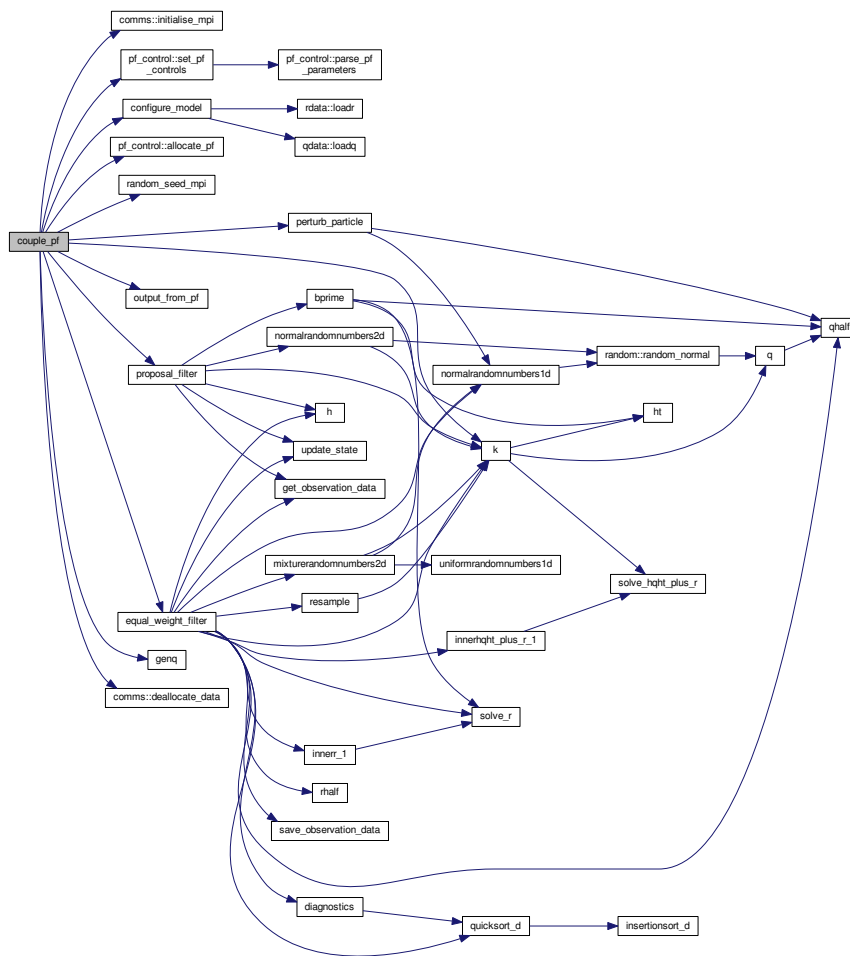 comms::initialise_mpi
pf_control::set_pf
_controls
pf_control::parse_pf
_parameters
configure_model
rdata::loadr
pf_control::allocate_pf
qdata::loadq
random_seed_mpi
perturb_particle
couple_pf
output_from_pf
bprime
qhalf
normalrandomnumbers2d
random::random_normal
q
proposal_filter
normalrandomnumbers1d
h
ht
update_state
k
get_observation_data
mixturerandomnumbers2d
uniformrandomnumbers1d
solve_hqht_plus_r
resample
equal_weight_filter
innerhqht_plus_r_1
genq
comms::deallocate_data
solve_r
innerr_1
rhalf
save_observation_data
diagnostics
quicksort_d
insertionsort_d